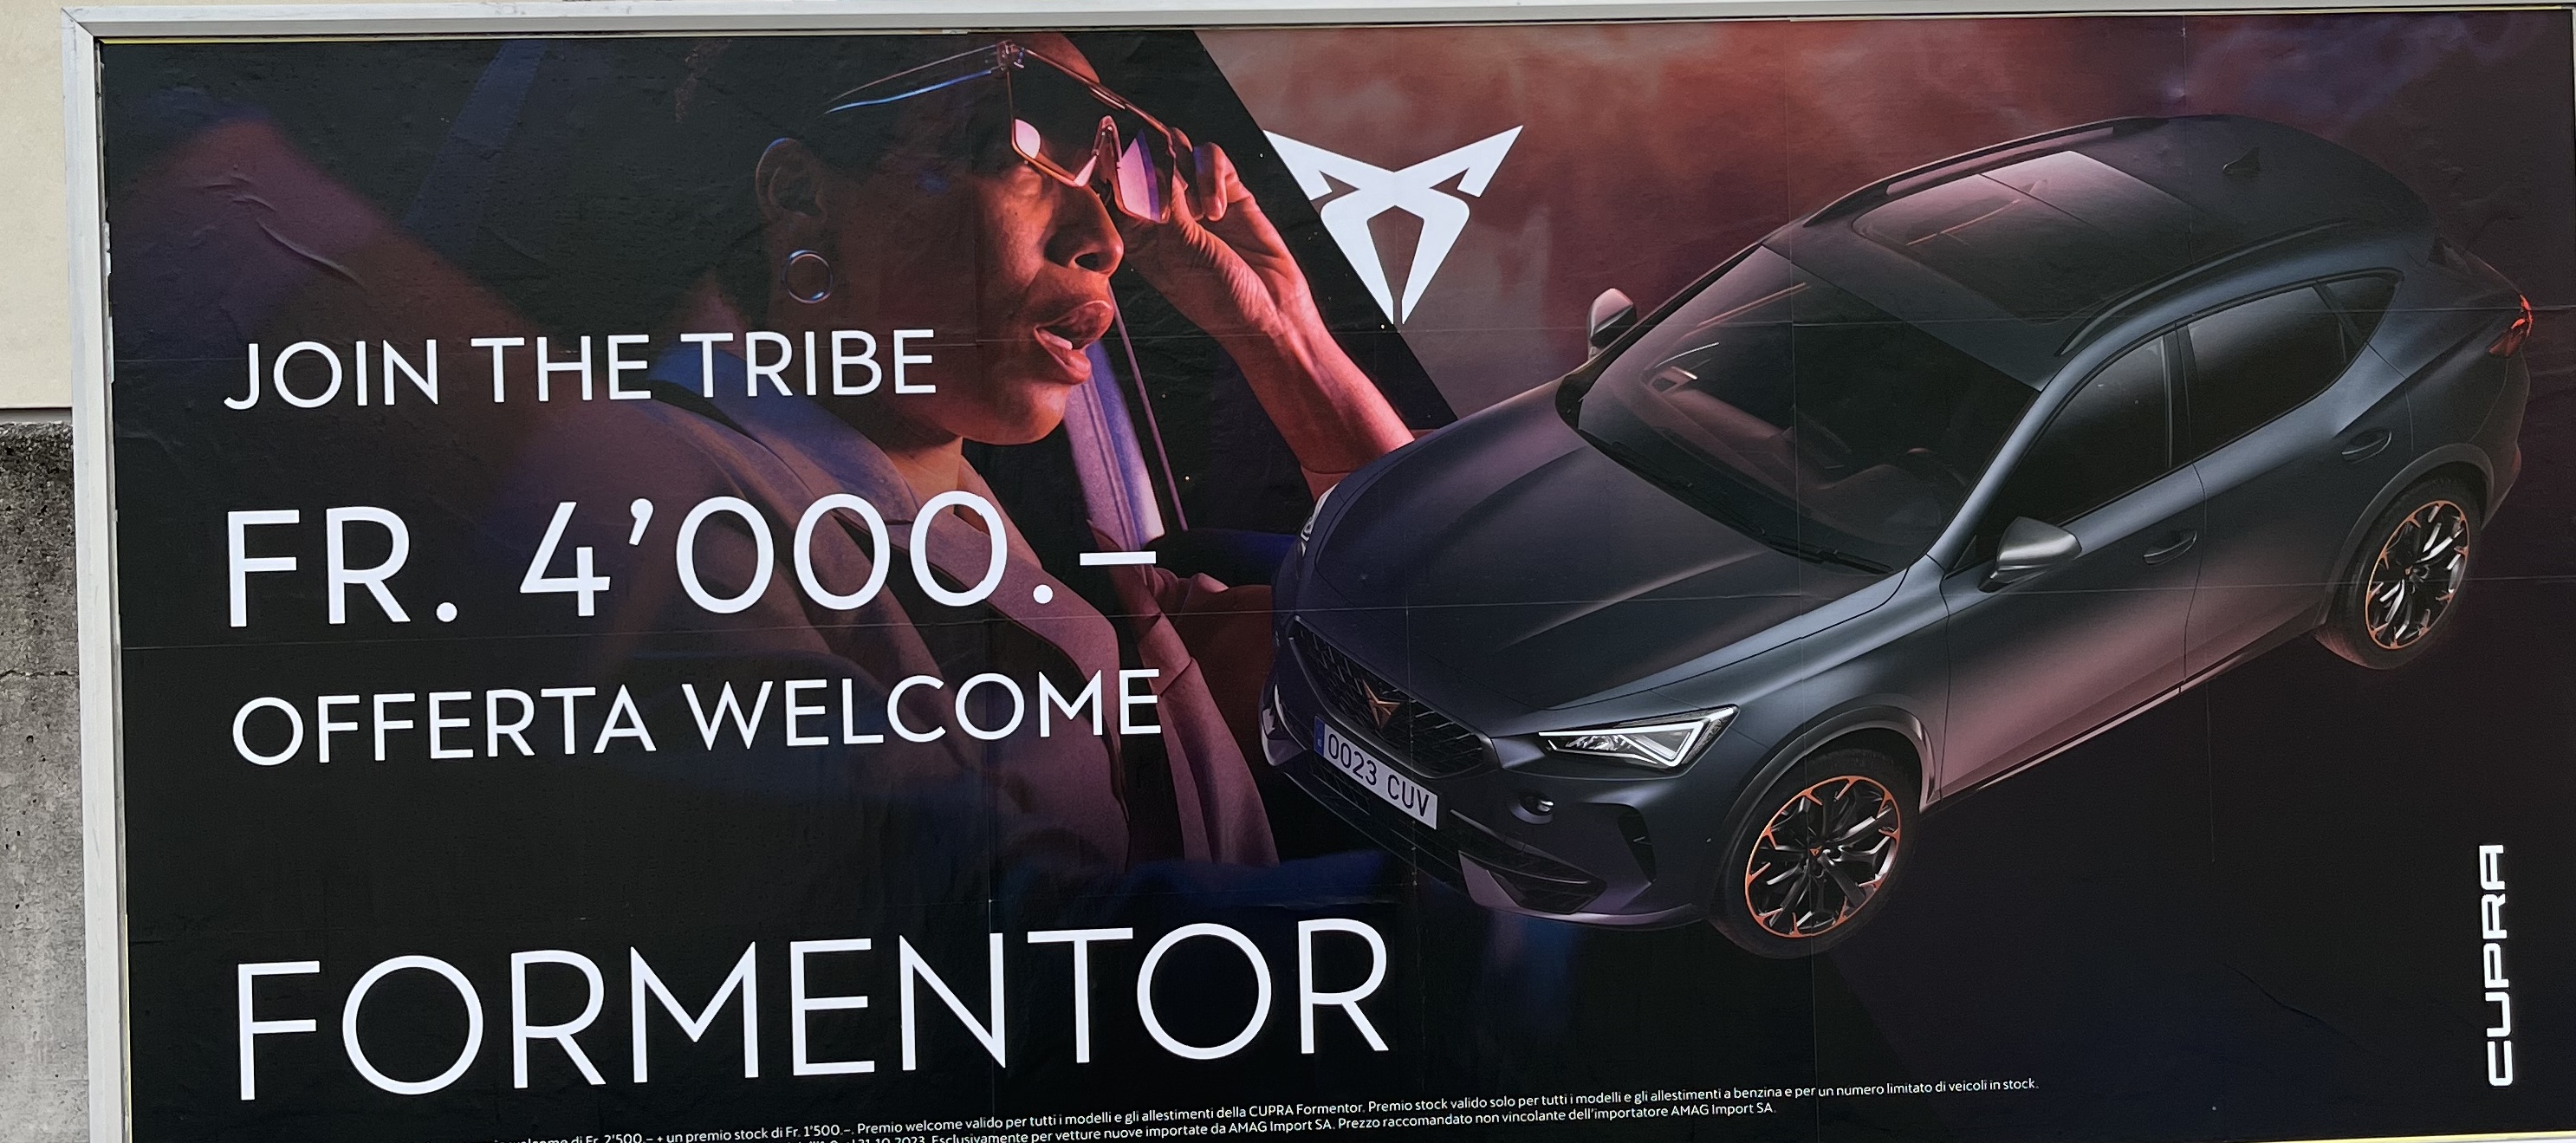 JOIN THE TRIBE
FR. 4'000.–
OFFERTA WELCOME
FORMENTOR
0023 CUV
CUPRA
di Fr. 2'500.– + un premio stock di Fr. 1'500.–. Premio welcome valido per tutti i modelli e gli allestimenti della CUPRA Formentor. Premio stock valido solo per tutti i modelli e gli allestimenti a benzina e per un numero limitato di veicoli in stock.
31.10.2023. Esclusivamente per vetture nuove importate da AMAG Import SA. Prezzo raccomandato non vincolante dell'importatore AMAG Import SA.